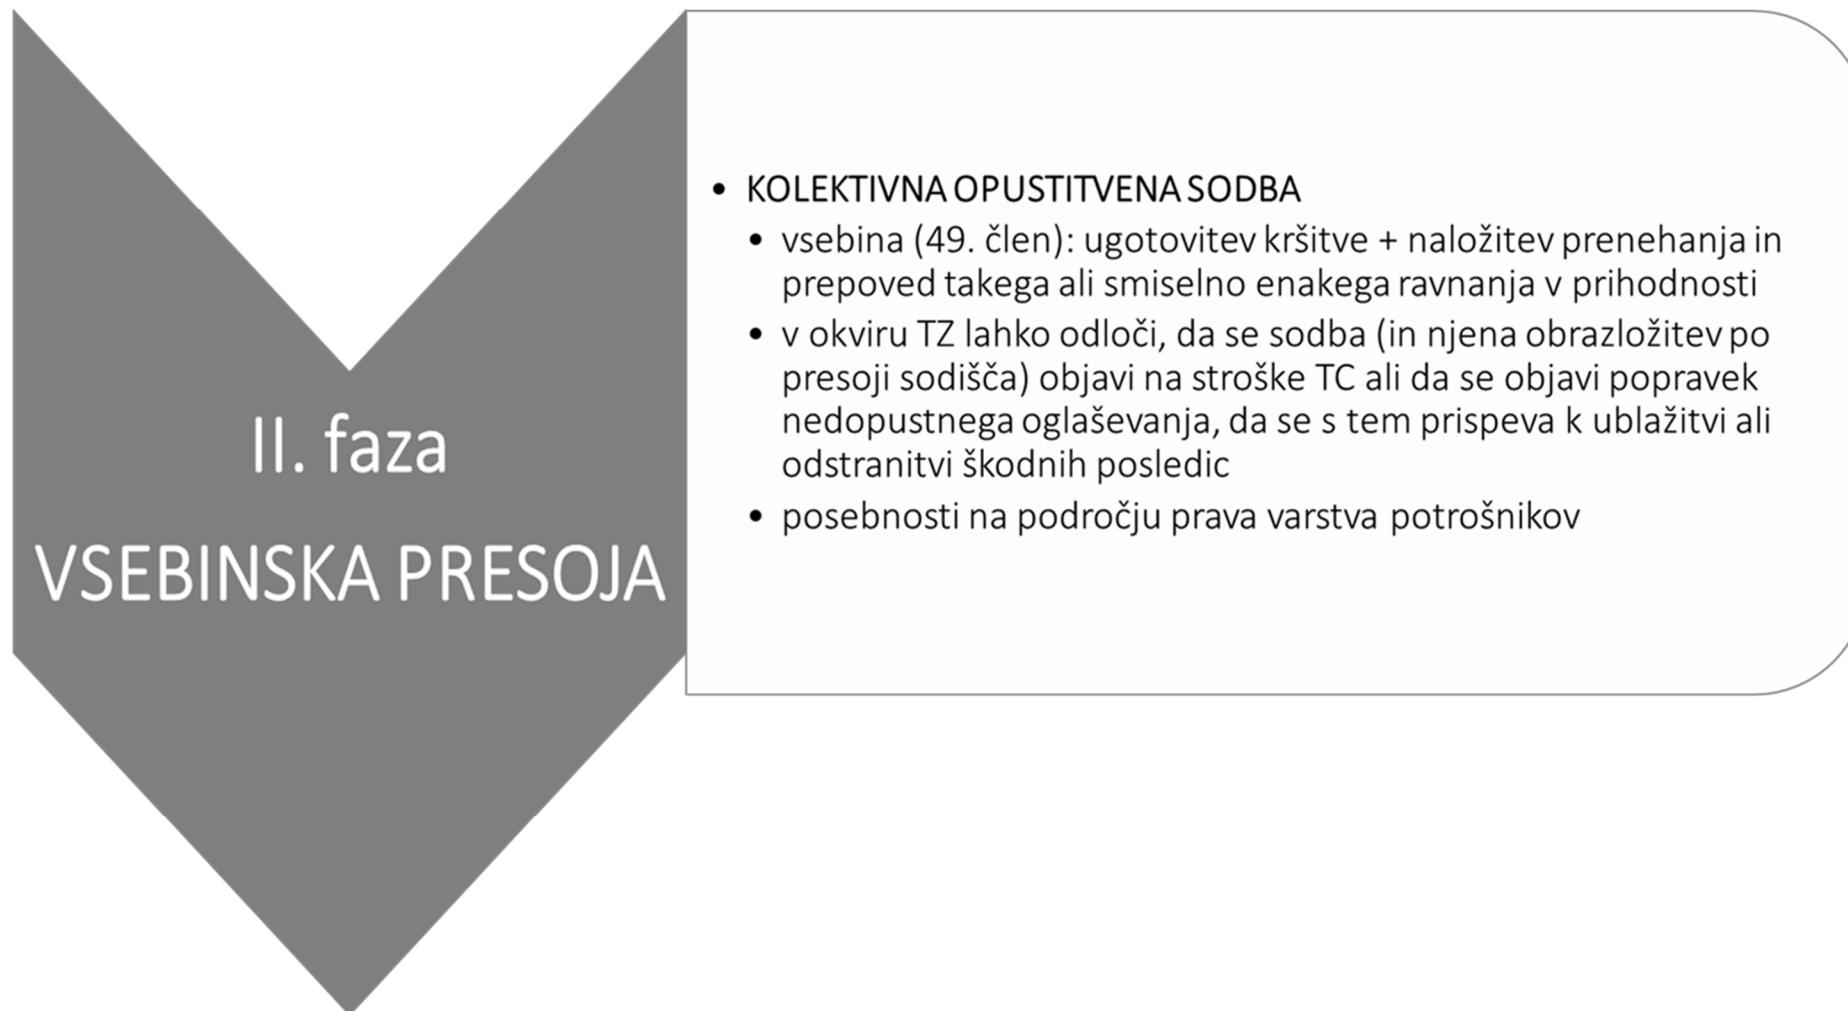 II. faza
VSEBINSKA PRESOJA
• KOLEKTIVNA OPUSTITVENA SODBA
• vsebina (49. člen): ugotovitev kršitve + naložitev prenehanja in
prepoved takega ali smiselno enakega ravnanja v prihodnosti
• v okviru TZ lahko odloči, da se sodba (in njena obrazložitev po
presoji sodišča) objavi na stroške TC ali da se objavi popravek
nedopustnega oglaševanja, da se s tem prispeva k ublažitvi ali
odstranitvi škodnih posledic
• posebnosti na področju prava varstva potrošnikov